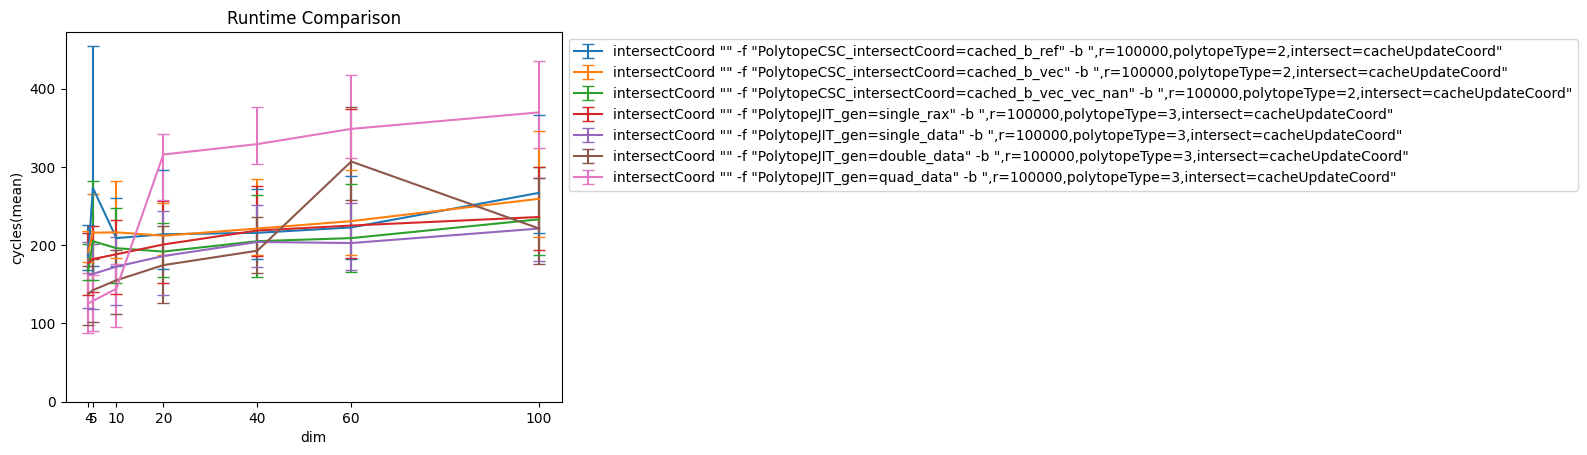 Runtime Comparison
cycles(mean)
400
300
200
100
0
4 5 10 20 40 60 100
dim
intersectCoord "" -f "PolytopeCSC_intersectCoord=cached_b_ref" -b ",r=100000,polytopeType=2,intersect=cacheUpdateCoord"
intersectCoord "" -f "PolytopeCSC_intersectCoord=cached_b_vec" -b ",r=100000,polytopeType=2,intersect=cacheUpdateCoord"
intersectCoord "" -f "PolytopeCSC_intersectCoord=cached_b_vec_vec_nan" -b ",r=100000,polytopeType=2,intersect=cacheUpdateCoord"
intersectCoord "" -f "PolytopeJIT_gen=single_rax" -b ",r=100000,polytopeType=3,intersect=cacheUpdateCoord"
intersectCoord "" -f "PolytopeJIT_gen=single_data" -b ",r=100000,polytopeType=3,intersect=cacheUpdateCoord"
intersectCoord "" -f "PolytopeJIT_gen=double_data" -b ",r=100000,polytopeType=3,intersect=cacheUpdateCoord"
intersectCoord "" -f "PolytopeJIT_gen=quad_data" -b ",r=100000,polytopeType=3,intersect=cacheUpdateCoord"